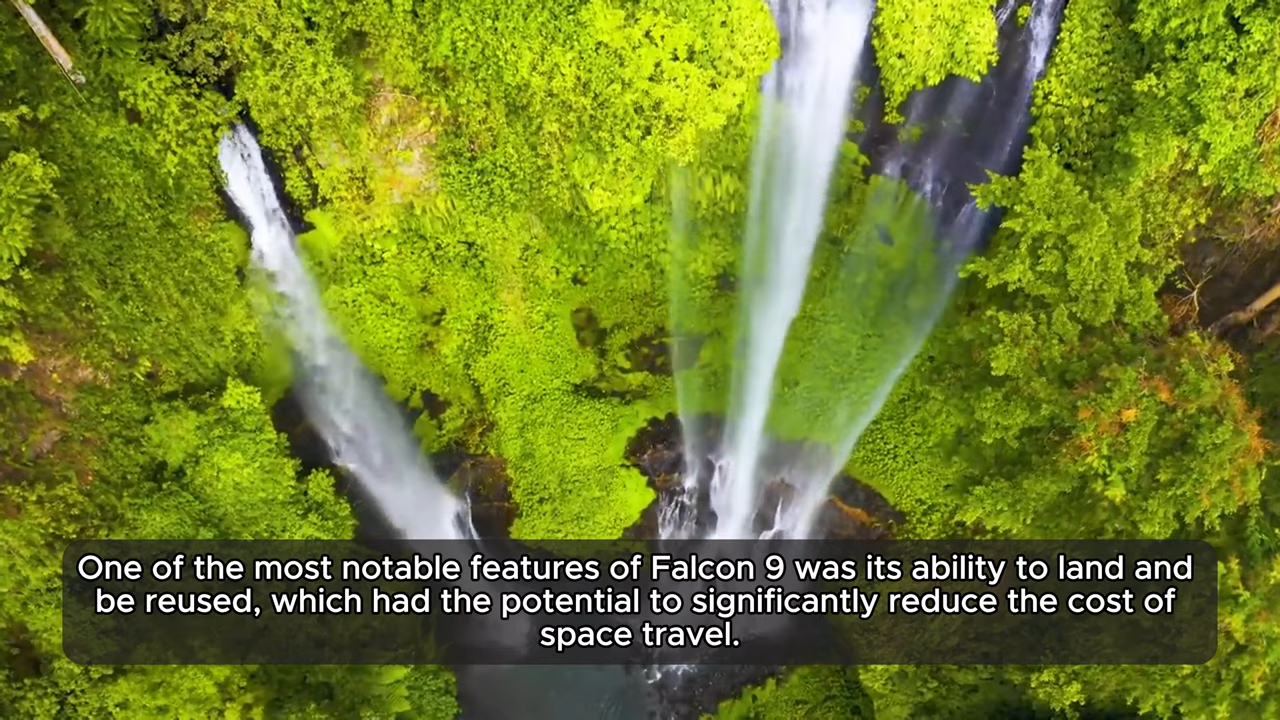 One of the most notable features of Falcon 9 was its ability to land and
be reused, which had the potential to significantly reduce the cost of
space travel.